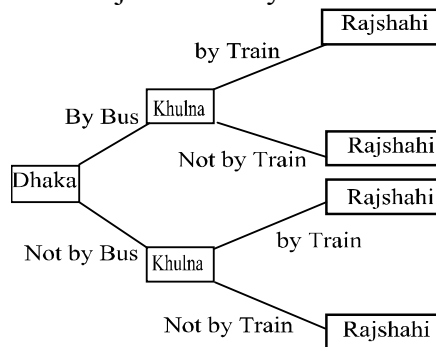 Rajshahi
by Train
Khulna
By Bus
Not by Train
Rajshahi
Dhaka
Rajshahi
Not by Bus
Khulna
by Train
Not by Train
Rajshahi